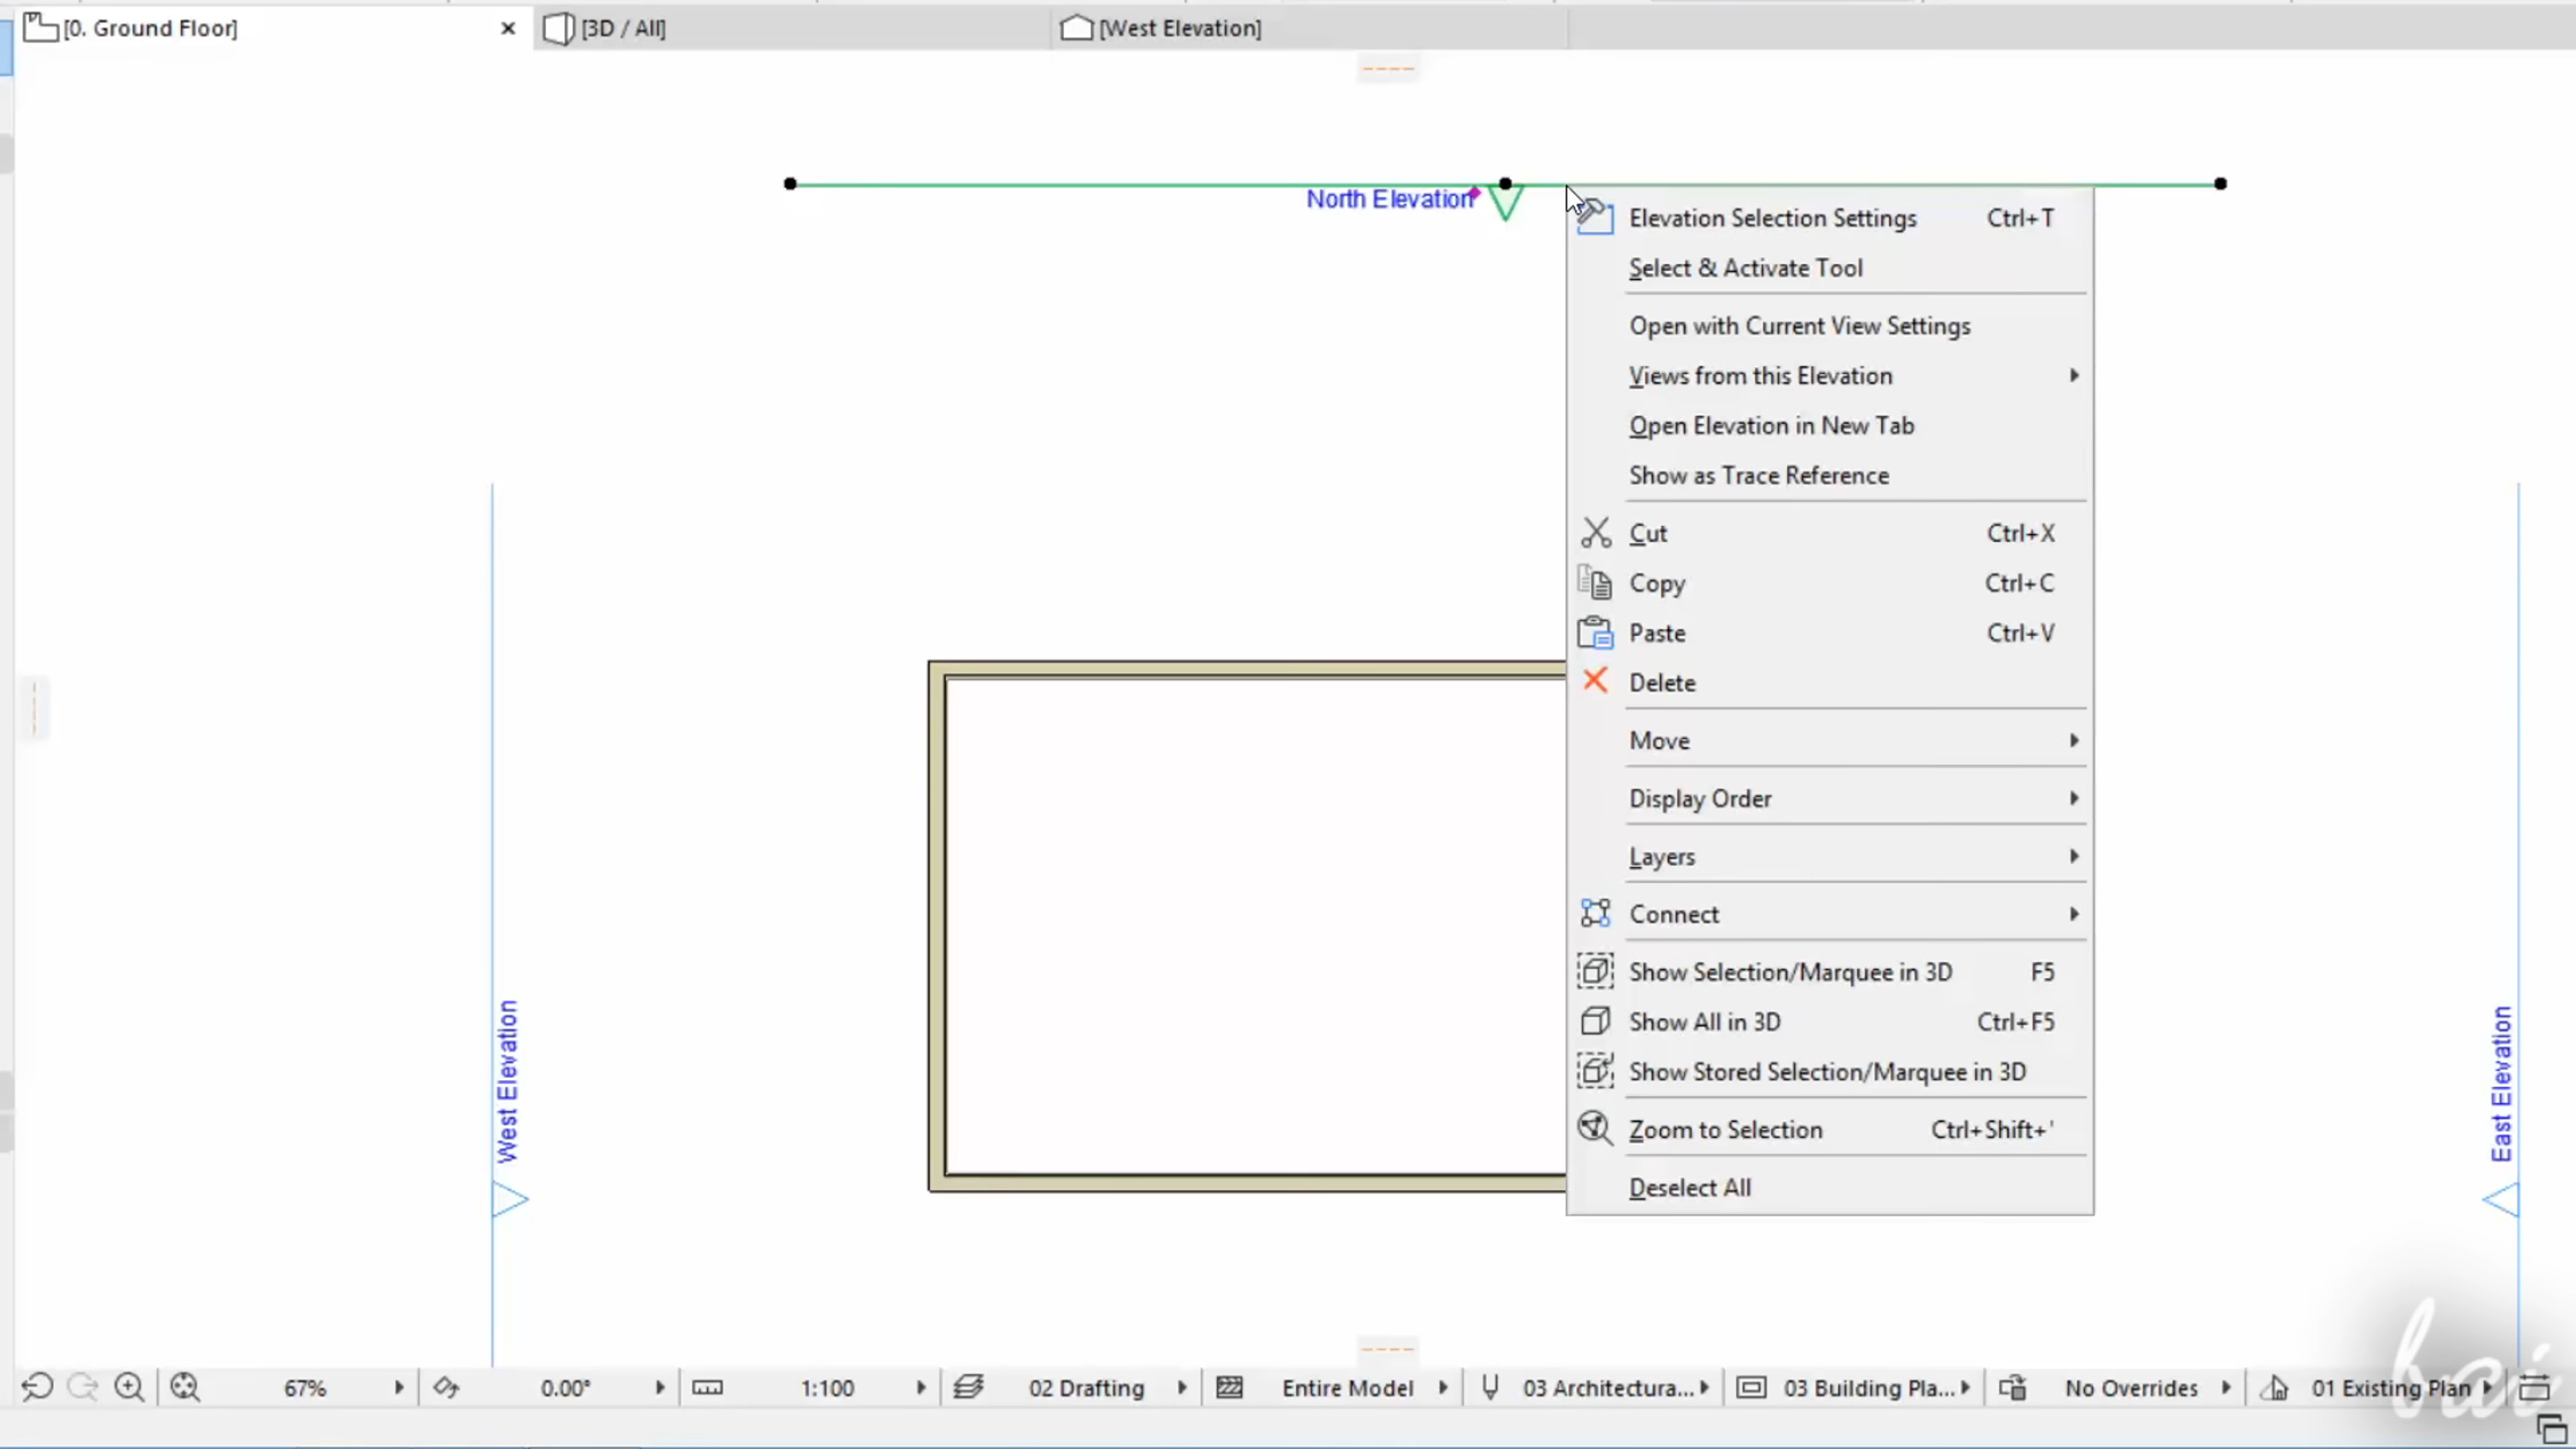 [0. Ground Floor]
[3D / All]
[West Elevation]
North Elevation
Elevation Selection Settings Ctrl+T
Select & Activate Tool
Open with Current View Settings
Views from this Elevation
Open Elevation in New Tab
Show as Trace Reference
Cut Ctrl+X
Copy Ctrl+C
Paste Ctrl+V
Delete
Move
Display Order
Layers
Connect
Show Selection/Marquee in 3D F5
Show All in 3D Ctrl+F5
Show Stored Selection/Marquee in 3D
Zoom to Selection Ctrl+Shift+'
Deselect All
West Elevation
East Elevation
67%
0.00°
1:100
02 Drafting
Entire Model
03 Architectura...
03 Building Pla...
No Overrides
01 Existing Plan
bai